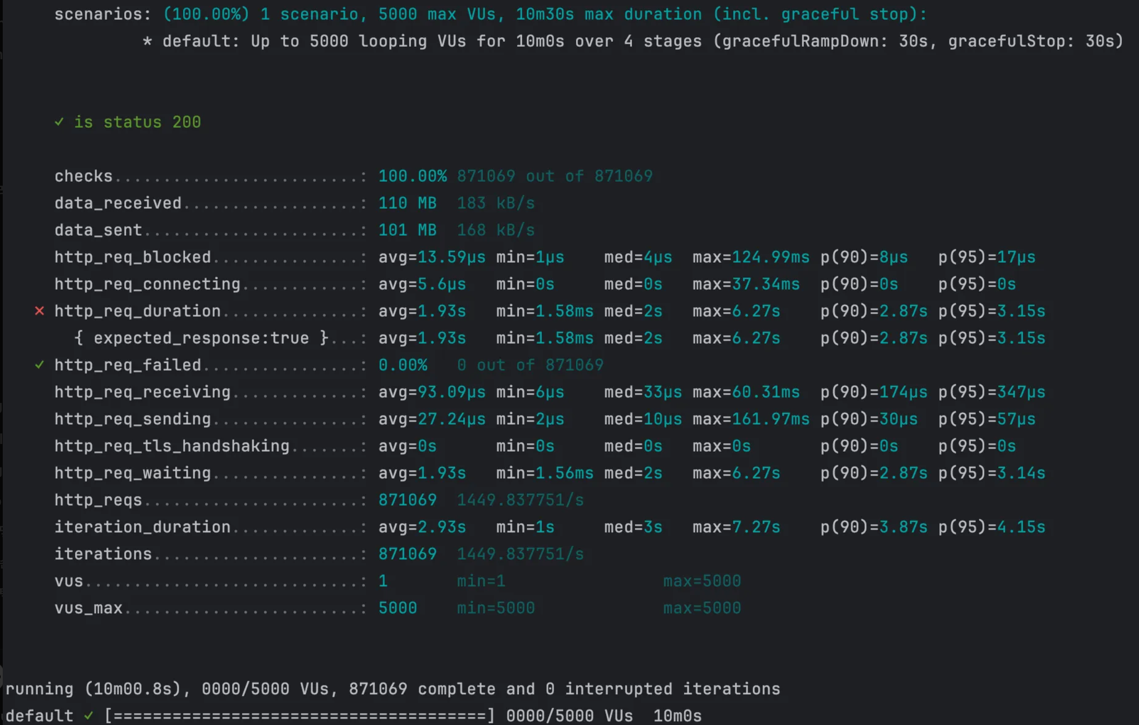 scenarios: (100.00%) 1 scenario, 5000 max VUs, 10m30s max duration (incl. graceful stop):
* default: Up to 5000 looping VUs for 10m0s over 4 stages (gracefulRampDown: 30s, gracefulStop: 30s)
✓ is status 200
checks.........................: 100.00% 871069 out of 871069
data_received..................: 110 MB 183 kB/s
data_sent......................: 101 MB 168 kB/s
http_req_blocked...............: avg=13.59µs min=1µs med=4µs max=124.99ms p(90)=8µs p(95)=17µs
http_req_connecting............: avg=5.6µs min=0s med=0s max=37.34ms p(90)=0s p(95)=0s
✗ http_req_duration..............: avg=1.93s min=1.58ms med=2s max=6.27s p(90)=2.87s p(95)=3.15s
{ expected_response:true }...: avg=1.93s min=1.58ms med=2s max=6.27s p(90)=2.87s p(95)=3.15s
✓ http_req_failed................: 0.00% 0 out of 871069
http_req_receiving.............: avg=93.09µs min=6µs med=33µs max=60.31ms p(90)=174µs p(95)=347µs
http_req_sending...............: avg=27.24µs min=2µs med=10µs max=161.97ms p(90)=30µs p(95)=57µs
http_req_tls_handshaking.......: avg=0s min=0s med=0s max=0s p(90)=0s p(95)=0s
http_req_waiting...............: avg=1.93s min=1.56ms med=2s max=6.27s p(90)=2.87s p(95)=3.14s
http_reqs......................: 871069 1449.837751/s
iteration_duration.............: avg=2.93s min=1s med=3s max=7.27s p(90)=3.87s p(95)=4.15s
iterations.....................: 871069 1449.837751/s
vus............................: 1 min=1 max=5000
vus_max........................: 5000 min=5000 max=5000
running (10m00.8s), 0000/5000 VUs, 871069 complete and 0 interrupted iterations
default ✓ [======================================] 0000/5000 VUs 10m0s